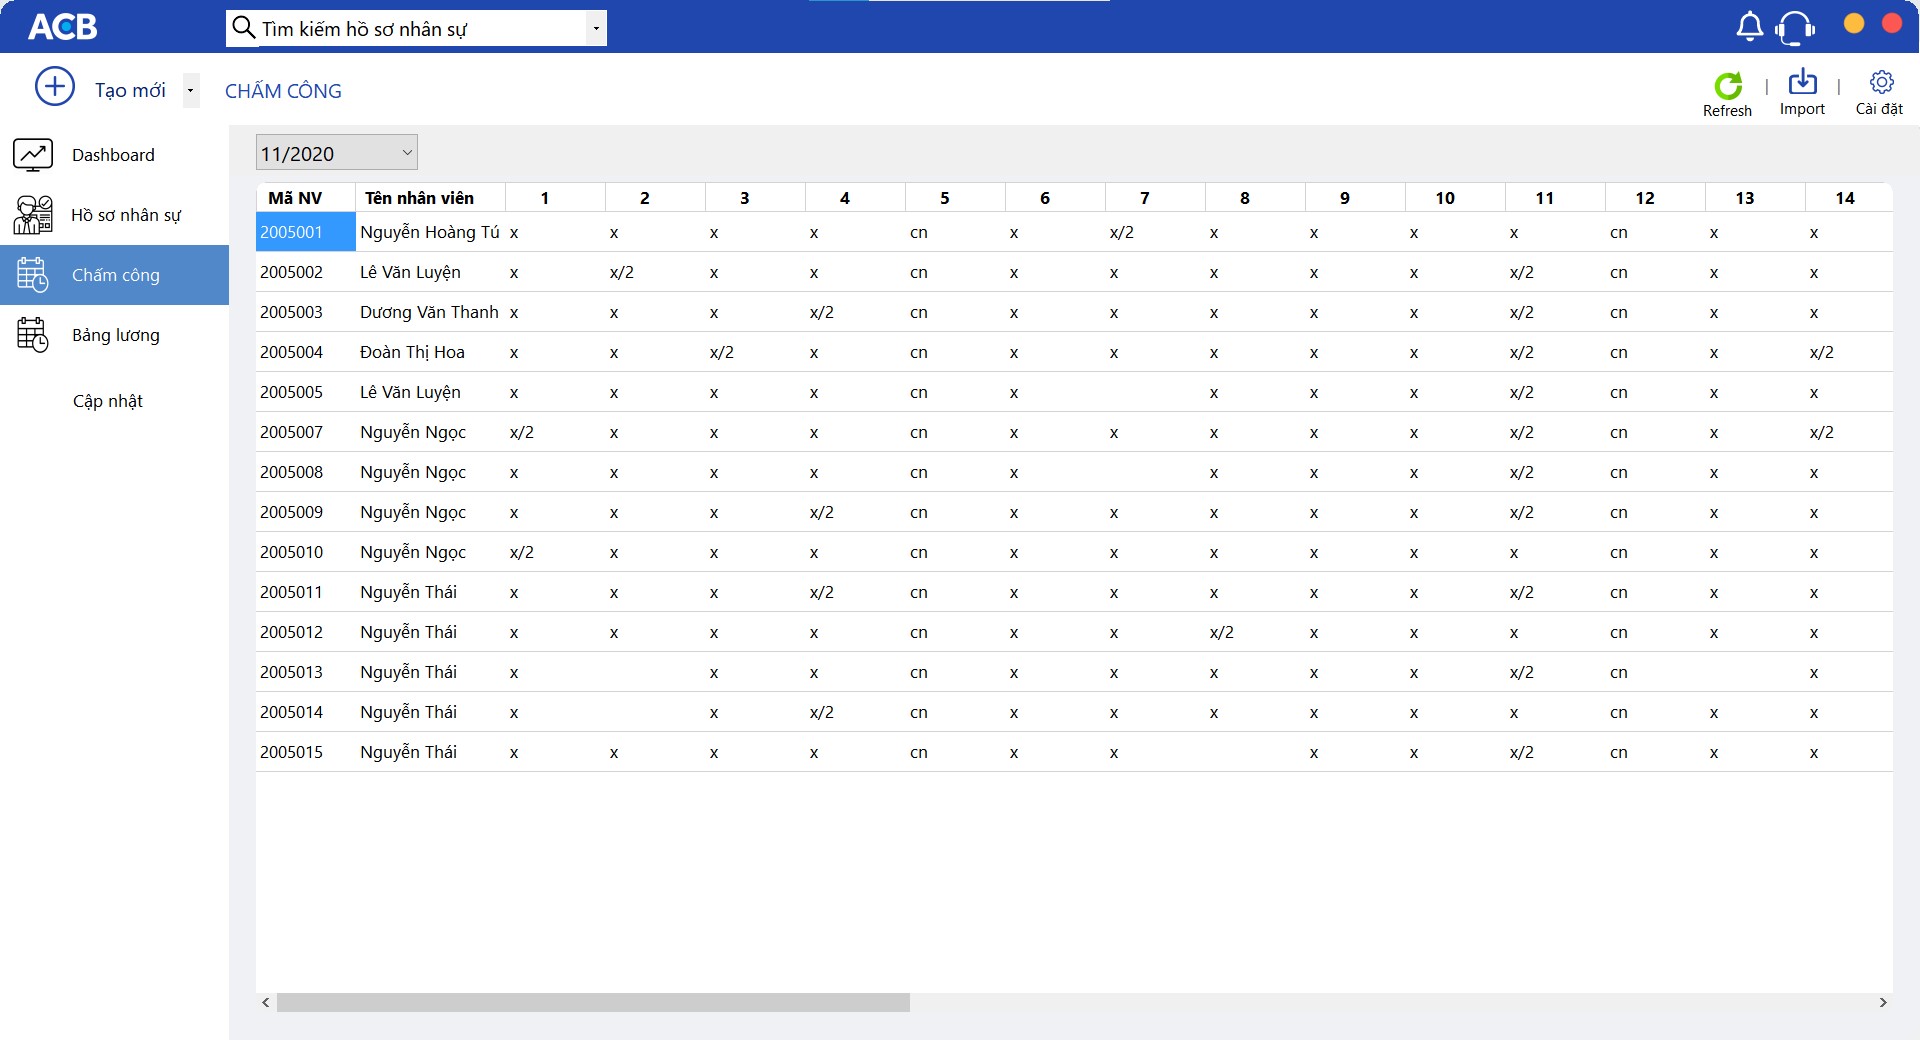 ACB
Tìm kiếm hồ sơ nhân sự
Tạo mới
CHẤM CÔNG
Refresh | Import | Cài đặt
Dashboard
Hồ sơ nhân sự
Chấm công
Bảng lương
Cập nhật
11/2020
Mã NV Tên nhân viên 1 2 3 4 5 6 7 8 9 10 11 12 13 14
2005001 Nguyễn Hoàng Tú x x x x cn x x/2 x x x x cn x x
2005002 Lê Văn Luyện x x/2 x x cn x x x x x x/2 cn x x
2005003 Dương Văn Thanh x x x x/2 cn x x x x x x/2 cn x x
2005004 Đoàn Thị Hoa x x x/2 x cn x x x x x x/2 cn x x/2
2005005 Lê Văn Luyện x x x x cn x x x x x/2 cn x x
2005007 Nguyễn Ngọc x/2 x x x cn x x x x x x/2 cn x x/2
2005008 Nguyễn Ngọc x x x x cn x x x x x/2 cn x x
2005009 Nguyễn Ngọc x x x x/2 cn x x x x x x/2 cn x x
2005010 Nguyễn Ngọc x/2 x x x cn x x x x x x cn x x
2005011 Nguyễn Thái x x x x/2 cn x x x x x x/2 cn x x
2005012 Nguyễn Thái x x x x cn x x x/2 x x x cn x x
2005013 Nguyễn Thái x x x cn x x x x x x/2 cn x
2005014 Nguyễn Thái x x x/2 cn x x x x x x cn x x
2005015 Nguyễn Thái x x x x cn x x x x x/2 cn x x